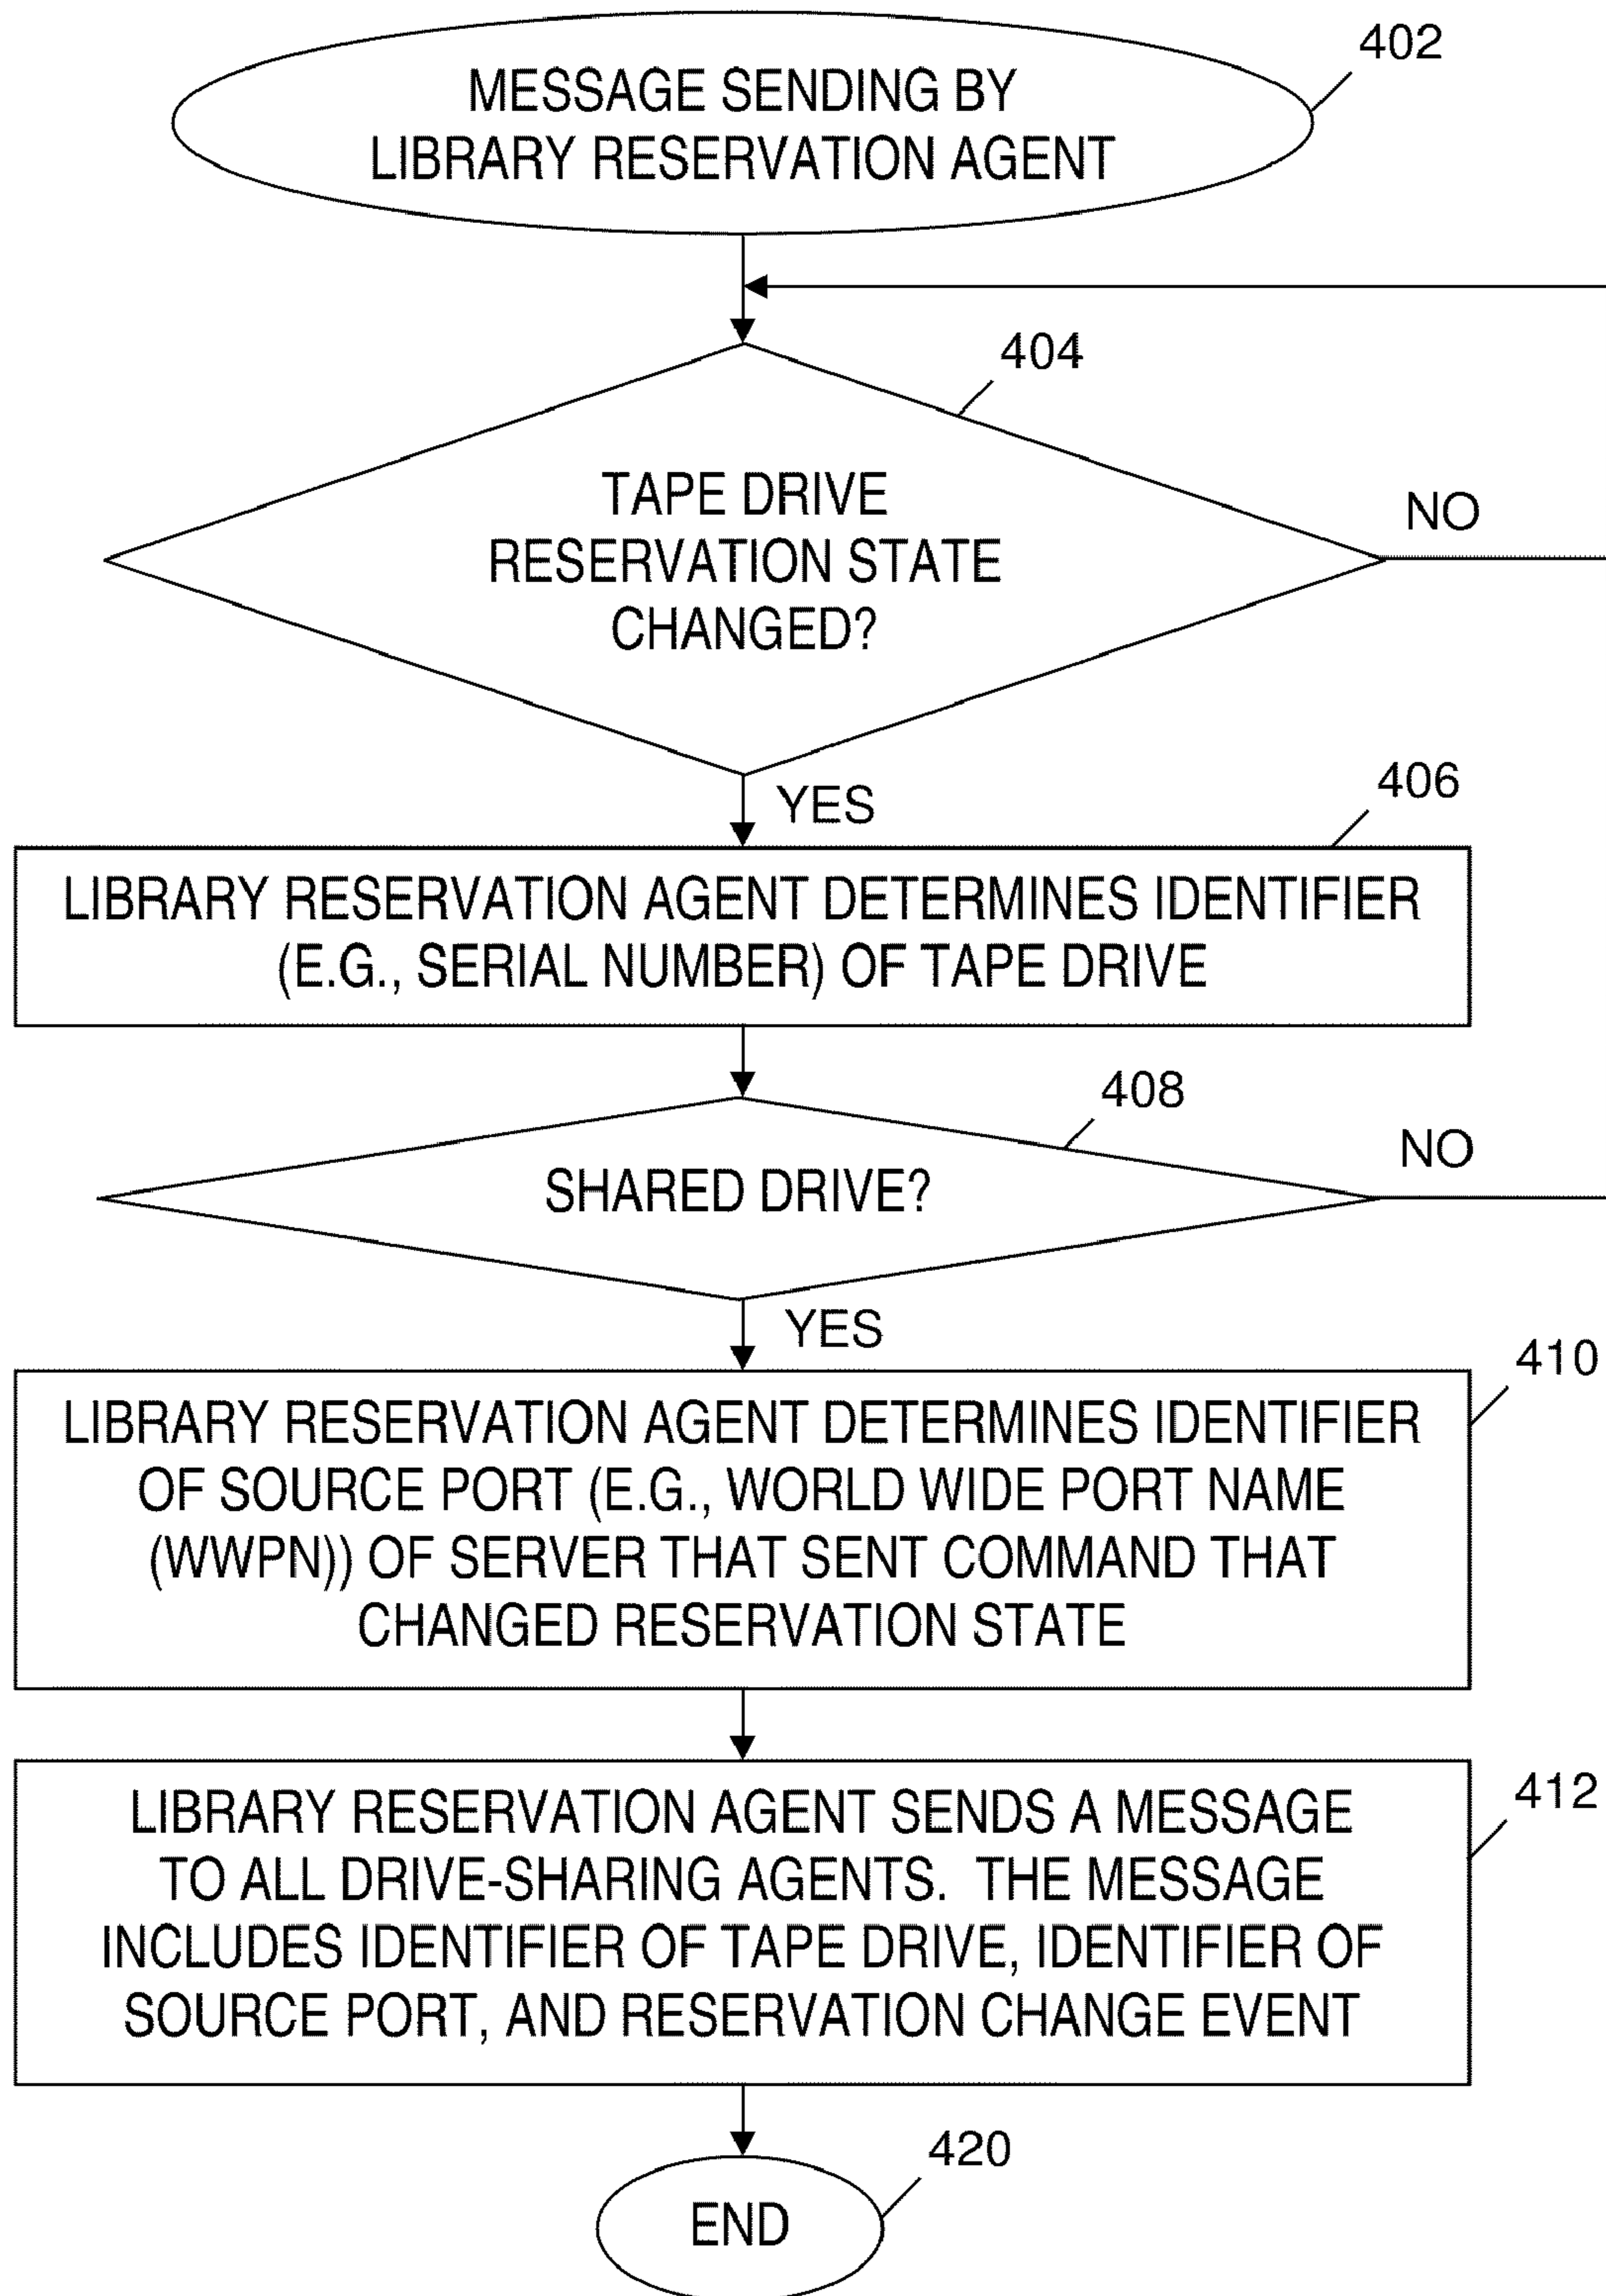 402
MESSAGE SENDING BY
LIBRARY RESERVATION AGENT
404
TAPE DRIVE
RESERVATION STATE
CHANGED?
NO
YES
406
LIBRARY RESERVATION AGENT DETERMINES IDENTIFIER
(E.G., SERIAL NUMBER) OF TAPE DRIVE
408
SHARED DRIVE?
NO
YES
410
LIBRARY RESERVATION AGENT DETERMINES IDENTIFIER
OF SOURCE PORT (E.G., WORLD WIDE PORT NAME
(WWPN)) OF SERVER THAT SENT COMMAND THAT
CHANGED RESERVATION STATE
412
LIBRARY RESERVATION AGENT SENDS A MESSAGE
TO ALL DRIVE-SHARING AGENTS. THE MESSAGE
INCLUDES IDENTIFIER OF TAPE DRIVE, IDENTIFIER OF
SOURCE PORT, AND RESERVATION CHANGE EVENT
420
END